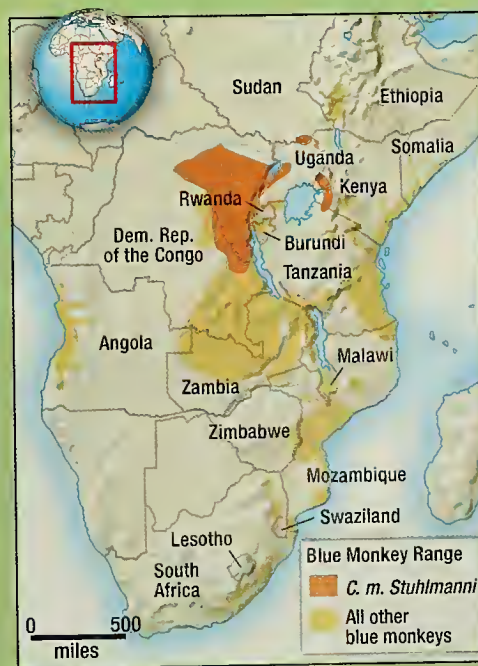 Sudan
Ethiopia
Somalia
Uganda
Kenya
Rwanda
Dem. Rep.
of the Congo
Burundi
Tanzania
Angola
Malawi
Zambia
Zimbabwe
Mozambique
Swaziland
Lesotho
South
Africa
0 500
miles
Blue Monkey Range
C. m. Stuhlmanni
All other
blue monkeys